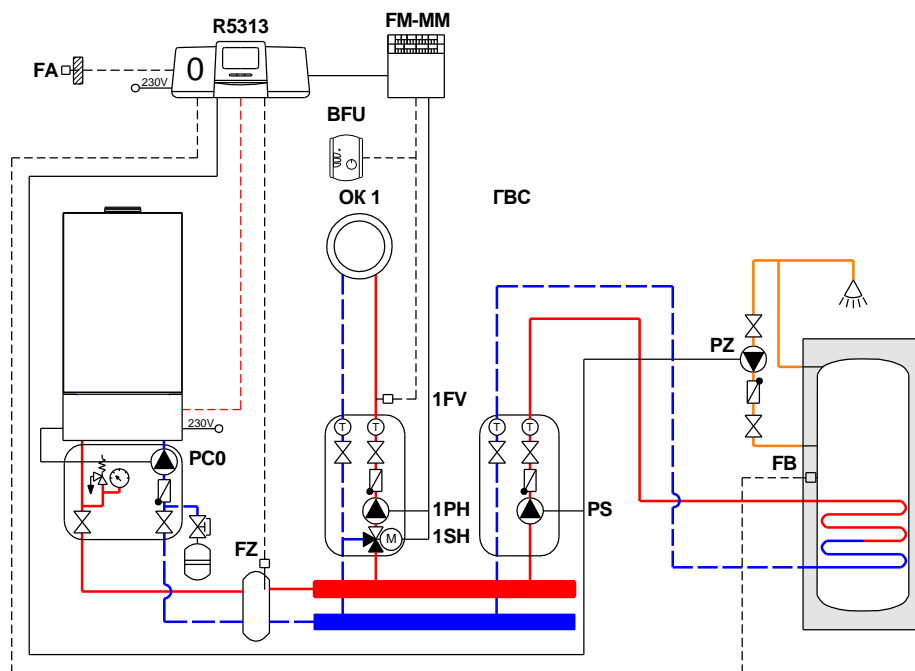 R5313
FM-MM
FA
0
230V
BFU
ОК 1
ГВС
PZ
1FV
T
T
T
T
230V
PC0
FB
1PH
PS
1SH
M
FZ